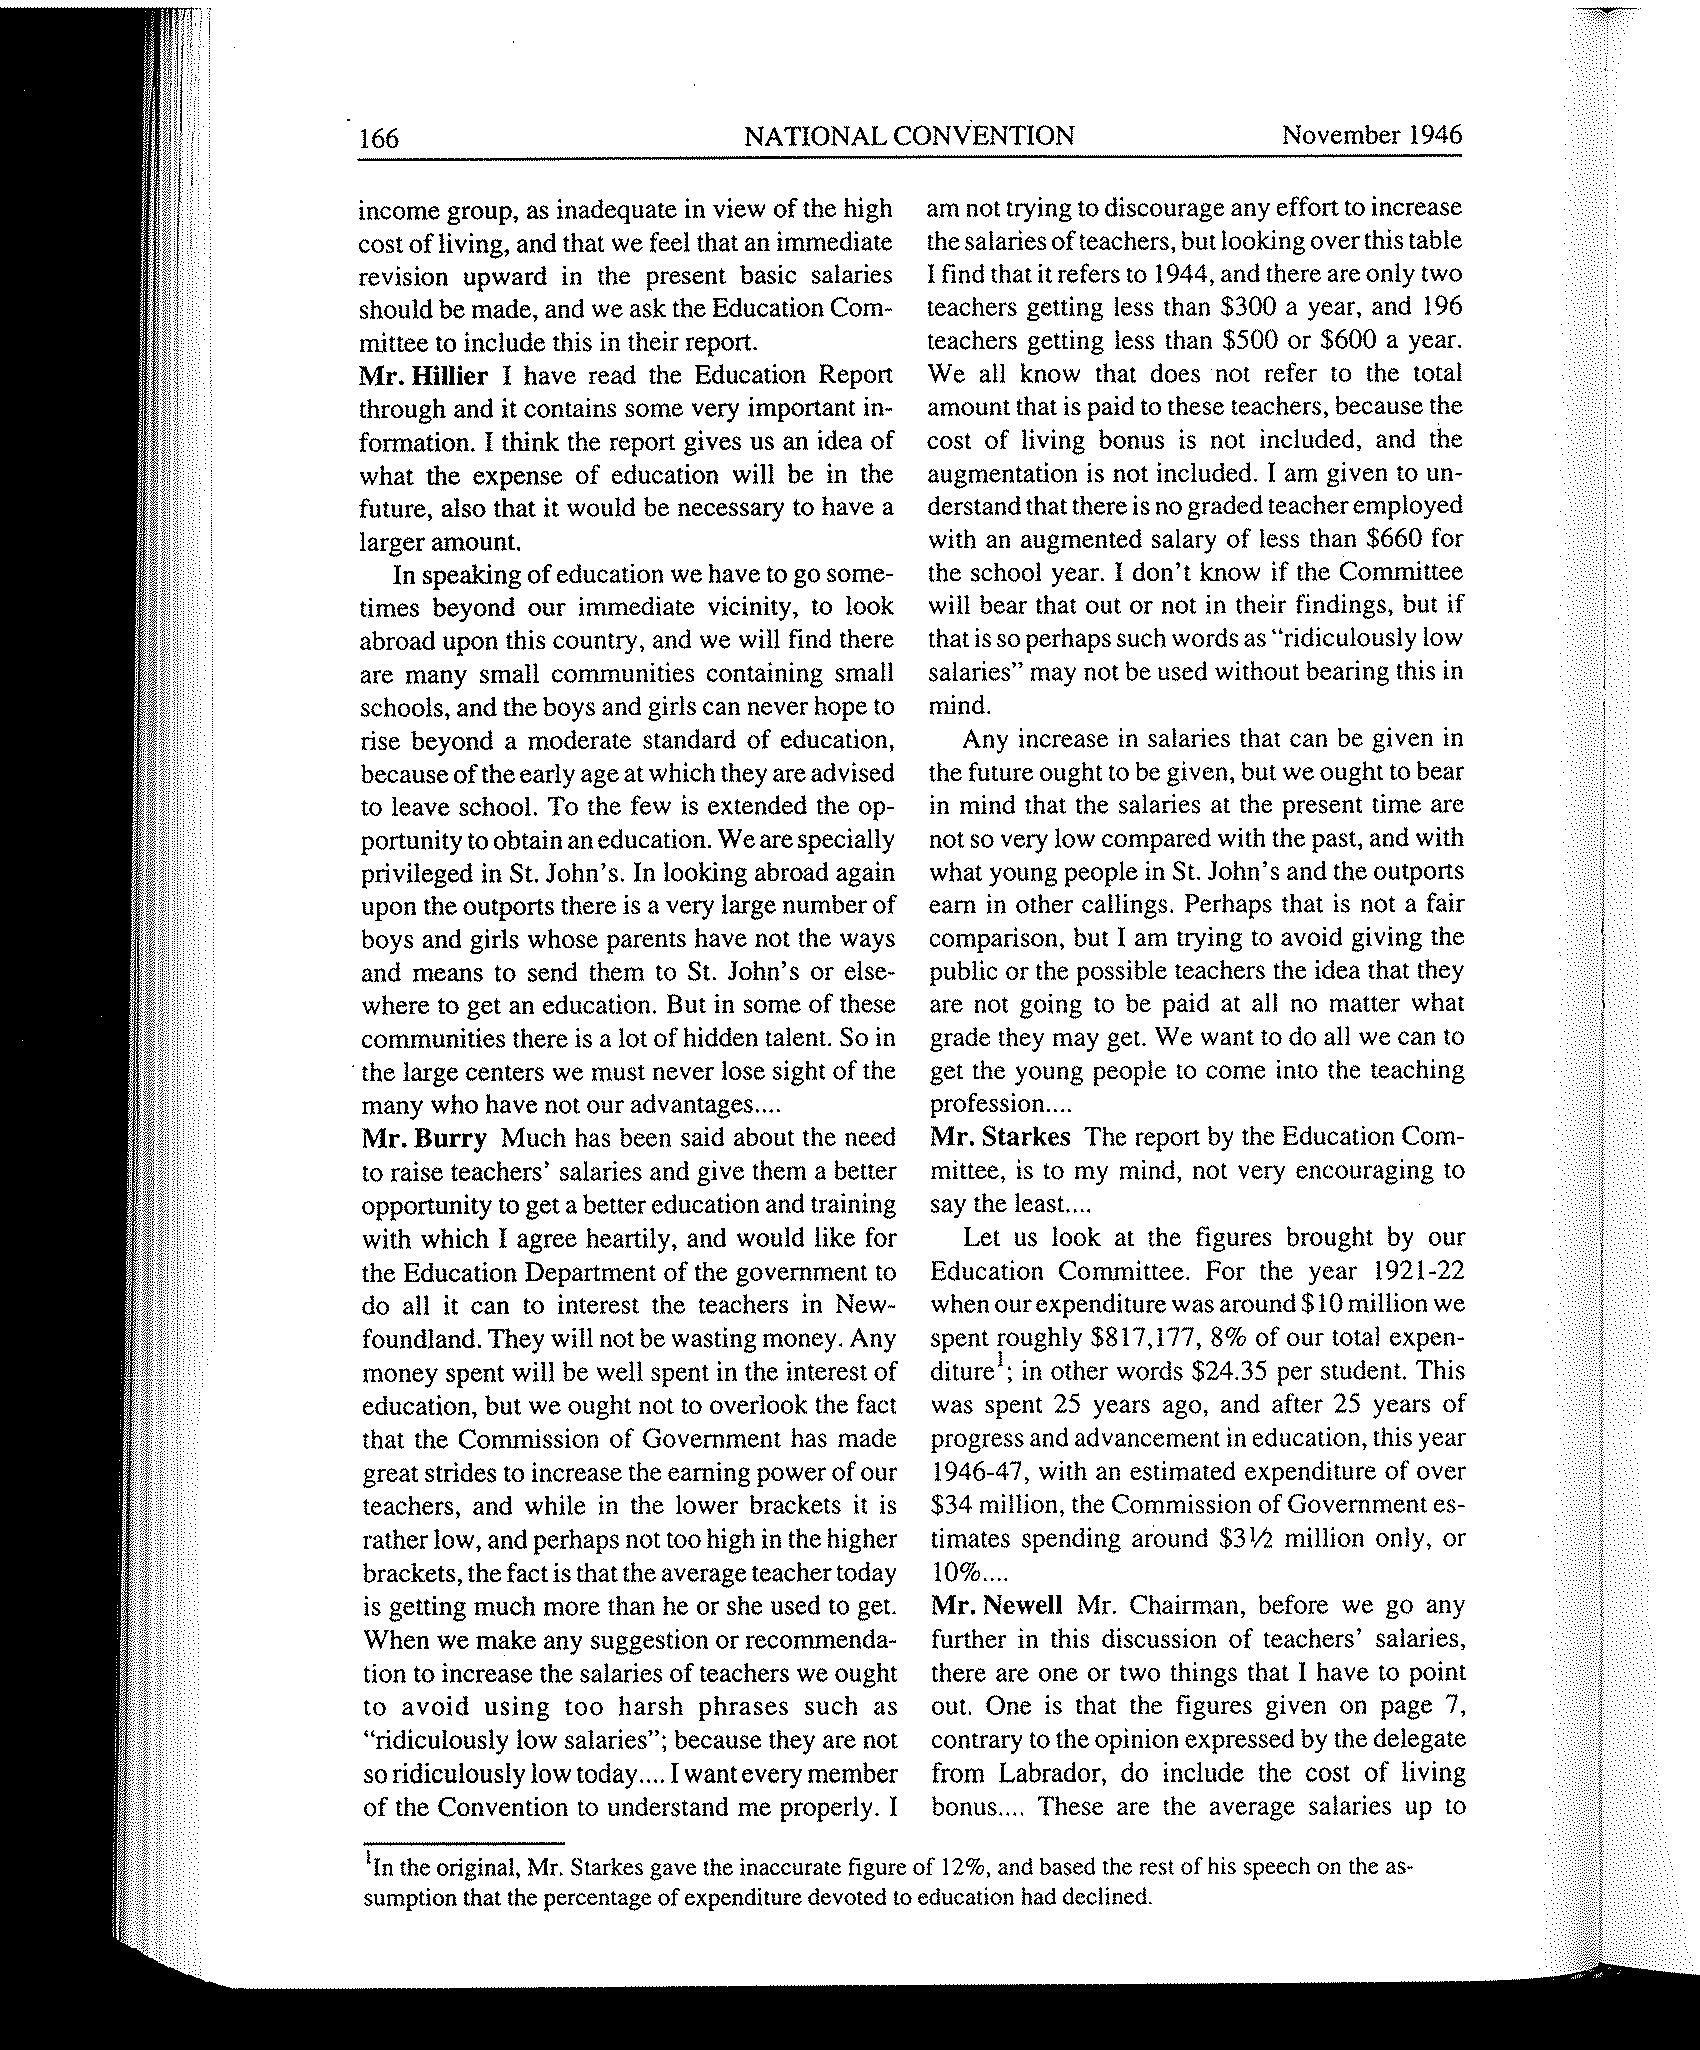 166 NATIONAL CONVENTION November 1946
income group, as inadequate in view of the high
cost of living, and that we feel that an immediate
revision upward in the present basic salaries
should be made, and we ask the Education Com-
mittee to include this in their report.
Mr. Hillier I have read the Education Report
through and it contains some very important in-
formation. I think the report gives us an idea of
what the expense of education will be in the
future, also that it would be necessary to have a
larger amount.
In speaking of education we have to go some-
times beyond our immediate vicinity, to look
abroad upon this country, and we will find there
are many small communities containing small
schools, and the boys and girls can never hope to
rise beyond a moderate standard of education,
because of the early age at which they are advised
to leave school. To the few is extended the op-
portunity to obtain an education. We are specially
privileged in St. John's. In looking abroad again
upon the outports there is a very large number of
boys and girls whose parents have not the ways
and means to send them to St. John's or else-
where to get an education. But in some of these
communities there is a lot of hidden talent. So in
the large centers we must never lose sight of the
many who have not our advantages....
Mr. Burry Much has been said about the need
to raise teachers' salaries and give them a better
opportunity to get a better education and training
with which I agree heartily, and would like for
the Education Department of the government to
do all it can to interest the teachers in New-
foundland. They will not be wasting money. Any
money spent will be well spent in the interest of
education, but we ought not to overlook the fact
that the Commission of Government has made
great strides to increase the earning power of our
teachers, and while in the lower brackets it is
rather low, and perhaps not too high in the higher
brackets, the fact is that the average teacher today
is getting much more than he or she used to get.
When we make any suggestion or recommenda-
tion to increase the salaries of teachers we ought
to avoid using too harsh phrases such as
"ridiculously low salaries"; because they are not
so ridiculously low today.... I want every member
of the Convention to understand me properly. I
am not trying to discourage any effort to increase
the salaries of teachers, but looking over this table
I find that it refers to 1944, and there are only two
teachers getting less than $300 a year, and 196
teachers getting less than $500 or $600 a year.
We all know that does not refer to the total
amount that is paid to these teachers, because the
cost of living bonus is not included, and the
augmentation is not included. I am given to un-
derstand that there is no graded teacher employed
with an augmented salary of less than $660 for
the school year. I don't know if the Committee
will bear that out or not in their findings, but if
that is so perhaps such words as "ridiculously low
salaries" may not be used without bearing this in
mind.
Any increase in salaries that can be given in
the future ought to be given, but we ought to bear
in mind that the salaries at the present time are
not so very low compared with the past, and with
what young people in St. John's and the outports
earn in other callings. Perhaps that is not a fair
comparison, but I am trying to avoid giving the
public or the possible teachers the idea that they
are not going to be paid at all no matter what
grade they may get. We want to do all we can to
get the young people to come into the teaching
profession....
Mr. Starkes The report by the Education Com-
mittee, is to my mind, not very encouraging to
say the least....
Let us look at the figures brought by our
Education Committee. For the year 1921-22
when our expenditure was around $10 million we
spent roughly $817,177, 8% of our total expen-
diture¹; in other words $24.35 per student. This
was spent 25 years ago, and after 25 years of
progress and advancement in education, this year
1946-47, with an estimated expenditure of over
$34 million, the Commission of Government es-
timates spending around $3½ million only, or
10%....
Mr. Newell Mr. Chairman, before we go any
further in this discussion of teachers' salaries,
there are one or two things that I have to point
out. One is that the figures given on page 7,
contrary to the opinion expressed by the delegate
from Labrador, do include the cost of living
bonus.... These are the average salaries up to
¹In the original, Mr. Starkes gave the inaccurate figure of 12%, and based the rest of his speech on the as-
sumption that the percentage of expenditure devoted to education had declined.